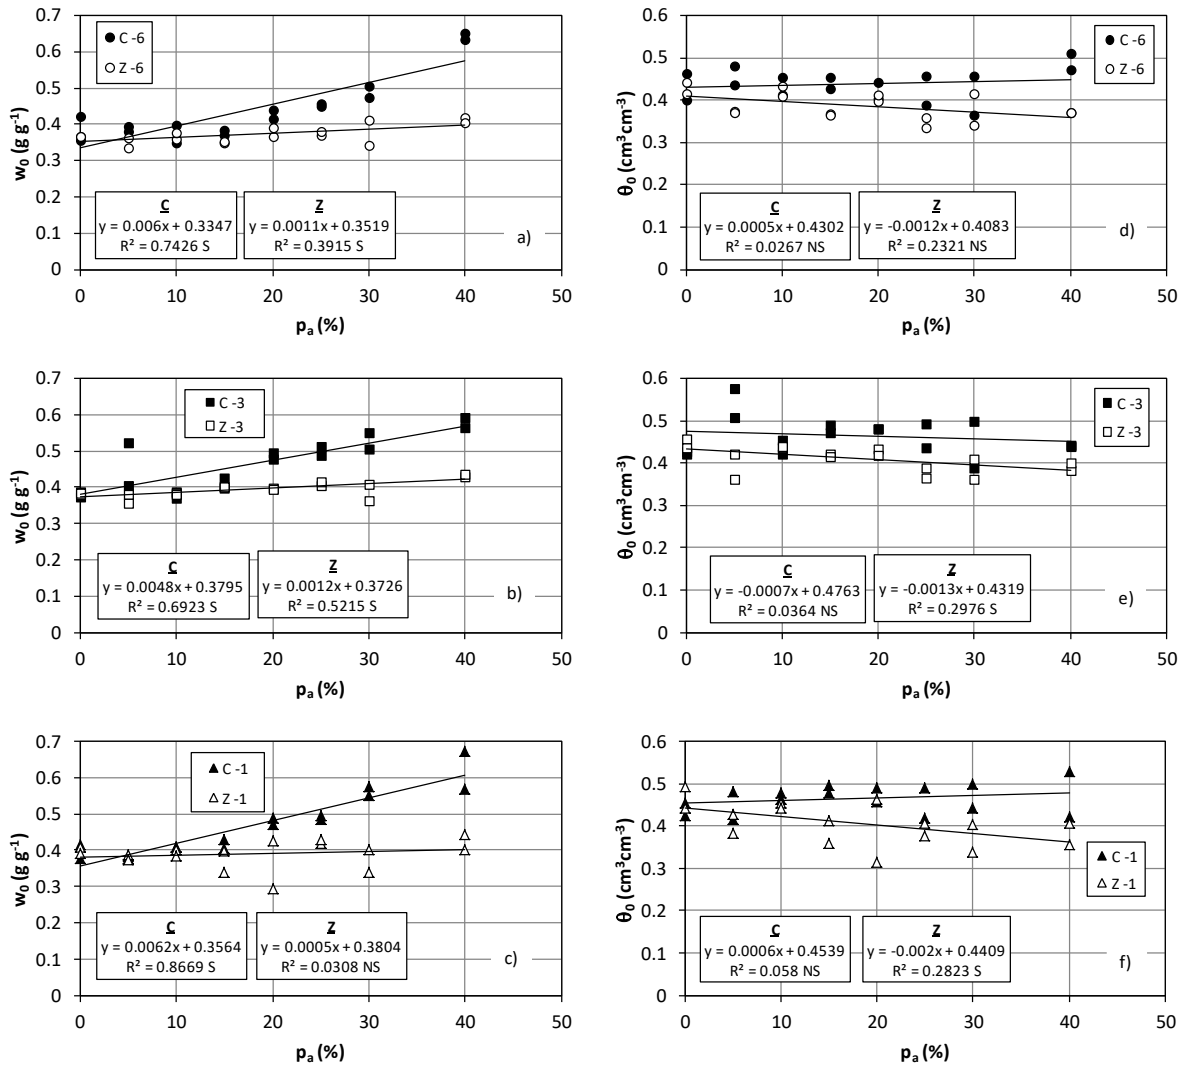 0.7
0.6
0.5
0.4
0.3
0.2
0.1
0
w₀ (g g⁻¹)
C -6
Z -6
C
y = 0.006x + 0.3347
R² = 0.7426 S
Z
y = 0.0011x + 0.3519
R² = 0.3915 S
a)
0 10 20 30 40 50
pₐ (%)
0.6
0.5
0.4
0.3
0.2
0.1
0
θ₀ (cm³cm⁻³)
C -6
Z -6
C
y = 0.0005x + 0.4302
R² = 0.0267 NS
Z
y = -0.0012x + 0.4083
R² = 0.2321 NS
d)
0 10 20 30 40 50
pₐ (%)
0.7
0.6
0.5
0.4
0.3
0.2
0.1
0
w₀ (g g⁻¹)
C -3
Z -3
C
y = 0.0048x + 0.3795
R² = 0.6923 S
Z
y = 0.0012x + 0.3726
R² = 0.5215 S
b)
0 10 20 30 40 50
pₐ (%)
0.6
0.5
0.4
0.3
0.2
0.1
0
θ₀ (cm³cm⁻³)
C -3
Z -3
C
y = -0.0007x + 0.4763
R² = 0.0364 NS
Z
y = -0.0013x + 0.4319
R² = 0.2976 S
e)
0 10 20 30 40 50
pₐ (%)
0.7
0.6
0.5
0.4
0.3
0.2
0.1
0
w₀ (g g⁻¹)
C -1
Z -1
C
y = 0.0062x + 0.3564
R² = 0.8669 S
Z
y = 0.0005x + 0.3804
R² = 0.0308 NS
c)
0 10 20 30 40 50
pₐ (%)
0.6
0.5
0.4
0.3
0.2
0.1
0
θ₀ (cm³cm⁻³)
C -1
Z -1
C
y = 0.0006x + 0.4539
R² = 0.058 NS
Z
y = -0.002x + 0.4409
R² = 0.2823 S
f)
0 10 20 30 40 50
pₐ (%)